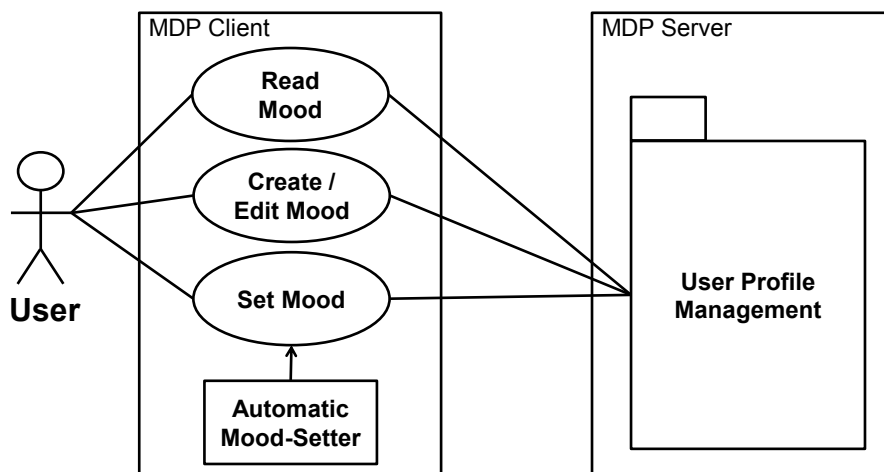 MDP Client
MDP Server
Read
Mood
Create /
Edit Mood
User
Set Mood
User Profile
Management
Automatic
Mood-Setter